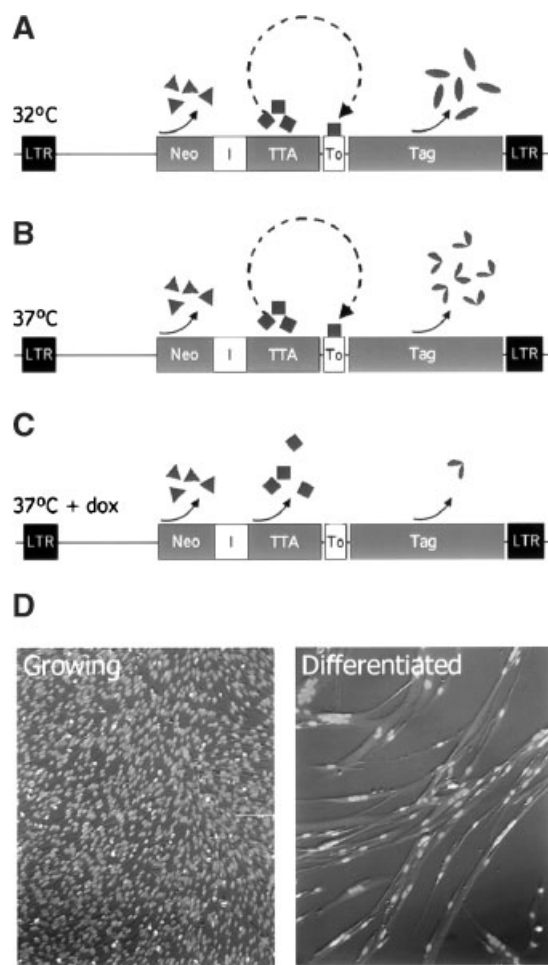 A
32ºC
LTR Neo I TTA To Tag LTR
B
37ºC
LTR Neo I TTA To Tag LTR
C
37ºC + dox
LTR Neo I TTA To Tag LTR
D
Growing Differentiated